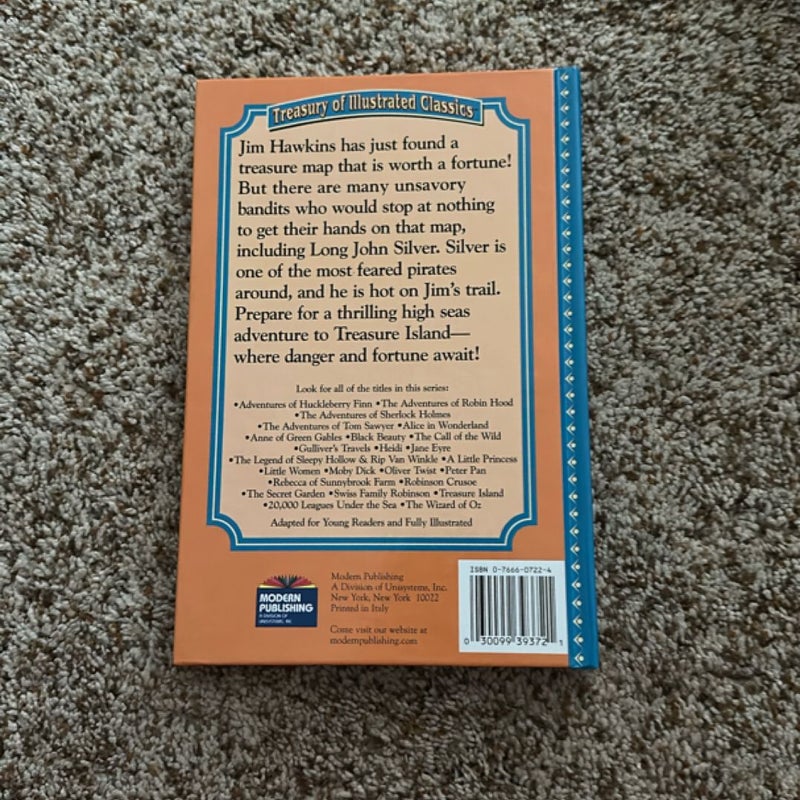 Treasury of Illustrated Classics
Jim Hawkins has just found a
treasure map that is worth a fortune!
But there are many unsavory
bandits who would stop at nothing
to get their hands on that map,
including Long John Silver. Silver is
one of the most feared pirates
around, and he is hot on Jim's trail.
Prepare for a thrilling high seas
adventure to Treasure Island—
where danger and fortune await!
Look for all of the titles in this series:
•Adventures of Huckleberry Finn •The Adventures of Robin Hood
•The Adventures of Sherlock Holmes
•The Adventures of Tom Sawyer •Alice in Wonderland
•Anne of Green Gables •Black Beauty •The Call of the Wild
•Gulliver's Travels •Heidi •Jane Eyre
•The Legend of Sleepy Hollow & Rip Van Winkle •A Little Princess
•Little Women •Moby Dick •Oliver Twist •Peter Pan
•Rebecca of Sunnybrook Farm •Robinson Crusoe
•The Secret Garden •Swiss Family Robinson •Treasure Island
•20,000 Leagues Under the Sea •The Wizard of Oz
Adapted for Young Readers and Fully Illustrated
MODERN
PUBLISHING
A DIVISION OF
UNISYSTEMS, INC.
Modern Publishing
A Division of Unisystems, Inc.
New York, New York 10022
Printed in Italy
Come visit our website at
modernpublishing.com
ISBN 0-7666-0722-4
0 30099 39372 1